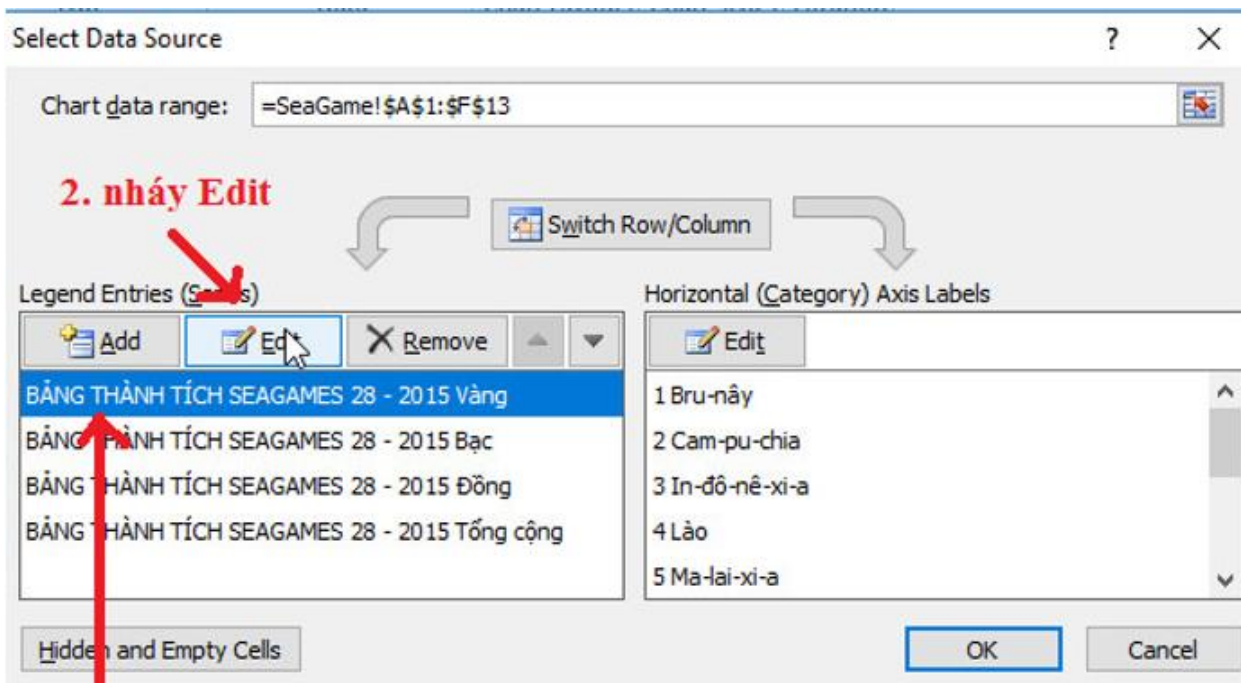 Select Data Source
?
Chart data range: =SeaGame!$A$1:$F$13
2. nháy Edit
Switch Row/Column
Legend Entries (Series)
Horizontal (Category) Axis Labels
Add Edit Remove
Edit
BẢNG THÀNH TÍCH SEAGAMES 28 - 2015 Vàng
BẢNG THÀNH TÍCH SEAGAMES 28 - 2015 Bạc
BẢNG THÀNH TÍCH SEAGAMES 28 - 2015 Đồng
BẢNG THÀNH TÍCH SEAGAMES 28 - 2015 Tổng cộng
1 Bru-nây
2 Cam-pu-chia
3 In-đô-nê-xi-a
4 Lào
5 Ma-lai-xi-a
Hidden and Empty Cells
OK
Cancel